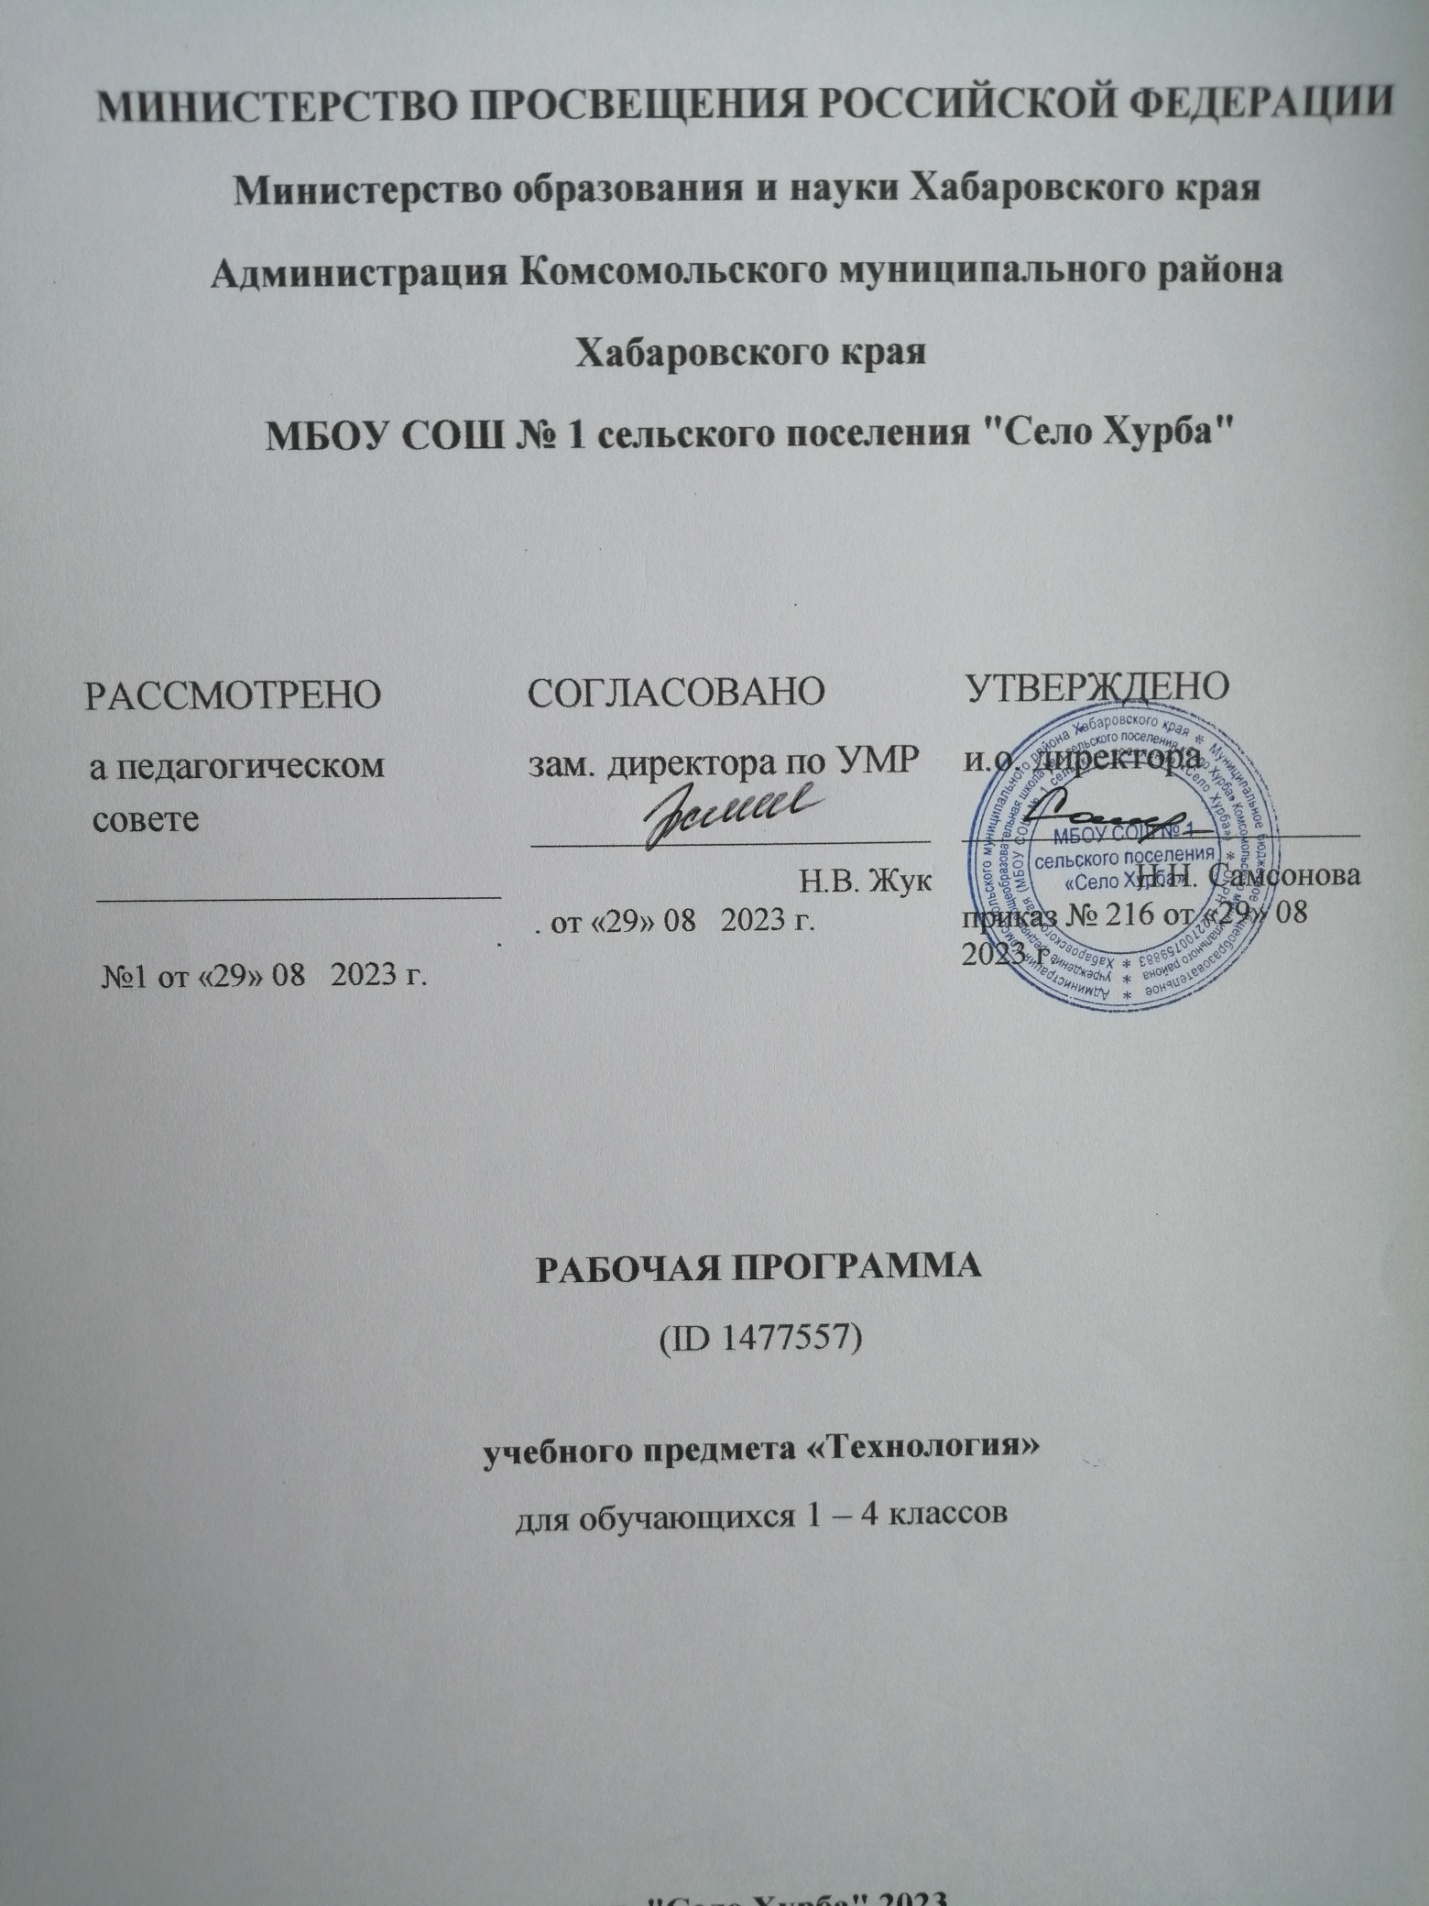 МИНИСТЕРСТВО ПРОСВЕЩЕНИЯ РОССИЙСКОЙ ФЕДЕРАЦИИ
Министерство образования и науки Хабаровского края
Администрация Комсомольского муниципального района
Хабаровского края
МБОУ СОШ № 1 сельского поселения "Село Хурба"
РАССМОТРЕНО
а педагогическом
совете
№1 от «29» 08 2023 г.
СОГЛАСОВАНО
зам. директора по УМР
Н.В. Жук
. от «29» 08 2023 г.
УТВЕРЖДЕНО
и.о. директора
Н.Н. Самсонова
приказ № 216 от «29» 08
2023 г.
МБОУ СОШ № 1
сельского поселения
«Село Хурба»
РАБОЧАЯ ПРОГРАММА
(ID 1477557)
учебного предмета «Технология»
для обучающихся 1 – 4 классов
"Село Хурба" 2023